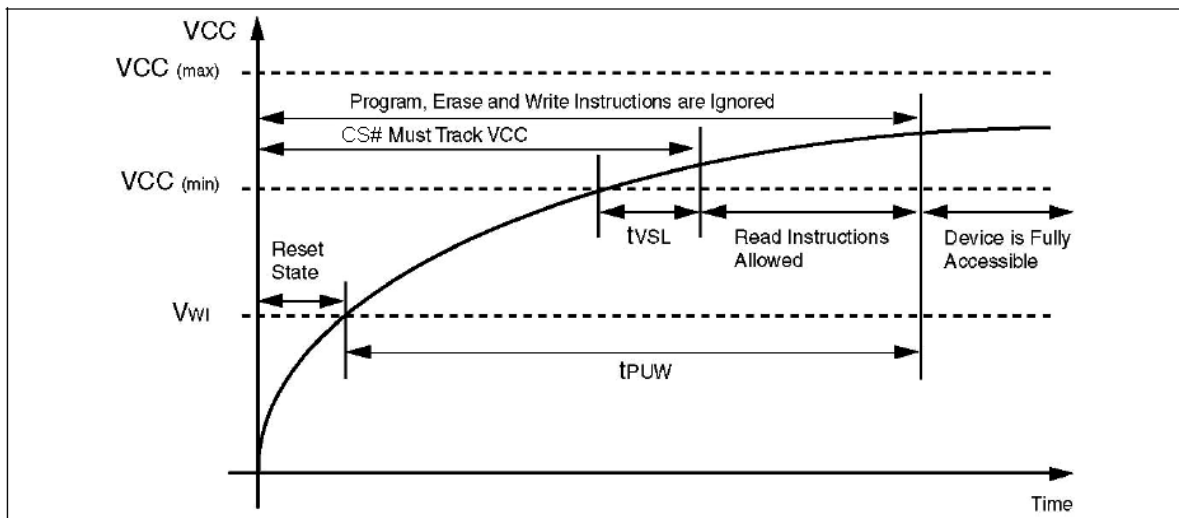 VCC
VCC (max)
Program, Erase and Write Instructions are Ignored
CS# Must Track VCC
VCC (min)
tVSL
Read Instructions
Allowed
Device is Fully
Accessible
Reset
State
VWI
tPUW
Time